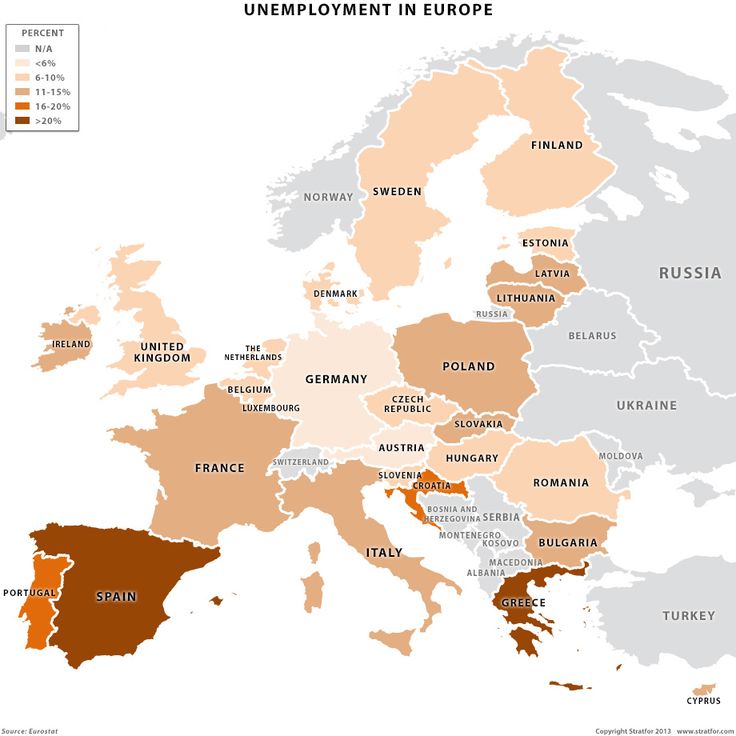 UNEMPLOYMENT IN EUROPE
PERCENT
N/A
<6%
6-10%
11-15%
16-20%
>20%
FINLAND
NORWAY
SWEDEN
ESTONIA
RUSSIA
LATVIA
DENMARK
LITHUANIA
RUSSIA
BELARUS
IRELAND
UNITED
KINGDOM
THE
NETHERLANDS
POLAND
GERMANY
BELGIUM
CZECH
REPUBLIC
UKRAINE
LUXEMBOURG
SLOVAKIA
AUSTRIA
MOLDOVA
HUNGARY
SWITZERLAND
FRANCE
SLOVENIA
CROATIA
ROMANIA
BOSNIA AND
HERZEGOVINA
SERBIA
MONTENEGRO
KOSOVO
BULGARIA
ITALY
MACEDONIA
ALBANIA
PORTUGAL
SPAIN
GREECE
TURKEY
CYPRUS
Source: Eurostat
Copyright Stratfor 2013 www.stratfor.com